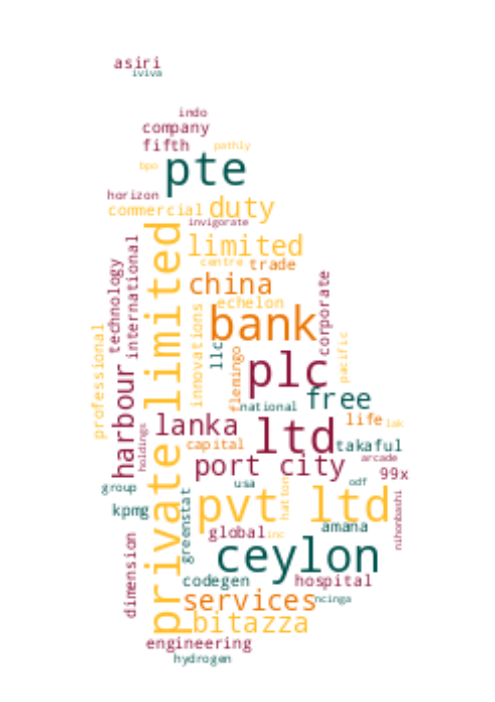 asiri
iviva
indo
company
fifth
pathly
bpo
pte
horizon
commercial
duty
invigorate
private limited
limited
centre
trade
technology
international
china
corporate
echelon
innovations
bank
professional
llc
pacific
flemingo
plc
harbour
free
national
lanka
life
lak
ltd
holdings
capital
takaful
port city
arcade
99x
group
usa
odf
hatton
pvt ltd
nihonbashi
kpmg
greenstat
amana
global
inc
dimension
ceylon
codegen
hospital
services
ncinga
bitazza
engineering
hydrogen